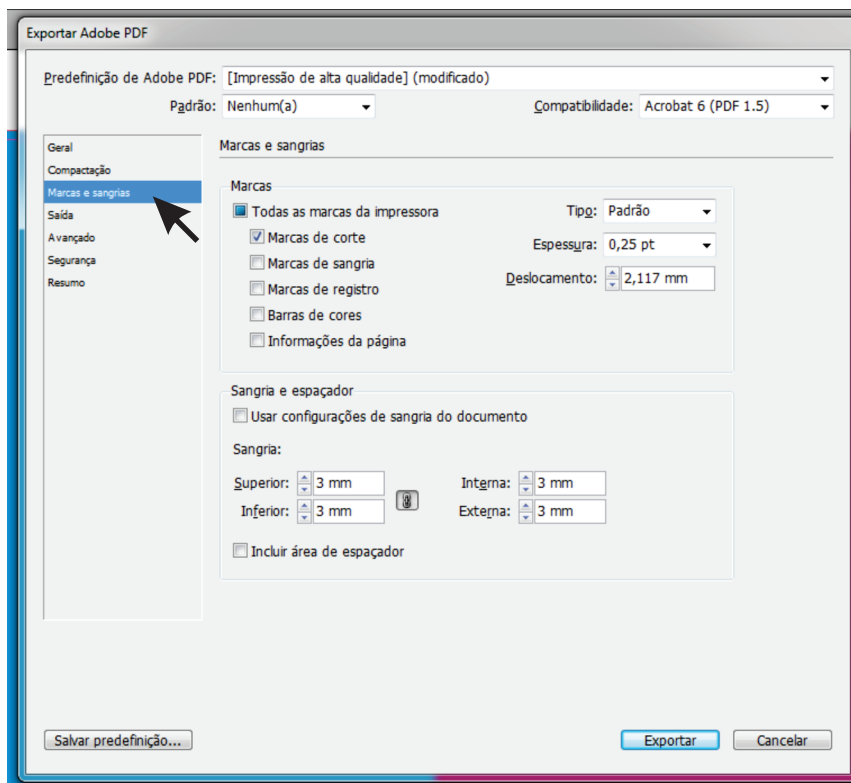 Exportar Adobe PDF
Predefinição de Adobe PDF: [Impressão de alta qualidade] (modificado)
Padrão: Nenhum(a) Compatibilidade: Acrobat 6 (PDF 1.5)
Geral
Compactação
Marcas e sangrias
Saída
Avançado
Segurança
Resumo
Marcas e sangrias
Marcas
Todas as marcas da impressora
Marcas de corte
Marcas de sangria
Marcas de registro
Barras de cores
Informações da página
Tipo: Padrão
Espessura: 0,25 pt
Deslocamento: 2,117 mm
Sangria e espaçador
Usar configurações de sangria do documento
Sangria:
Superior: 3 mm
Inferior: 3 mm
Interna: 3 mm
Externa: 3 mm
Incluir área de espaçador
Salvar predefinição... Exportar Cancelar